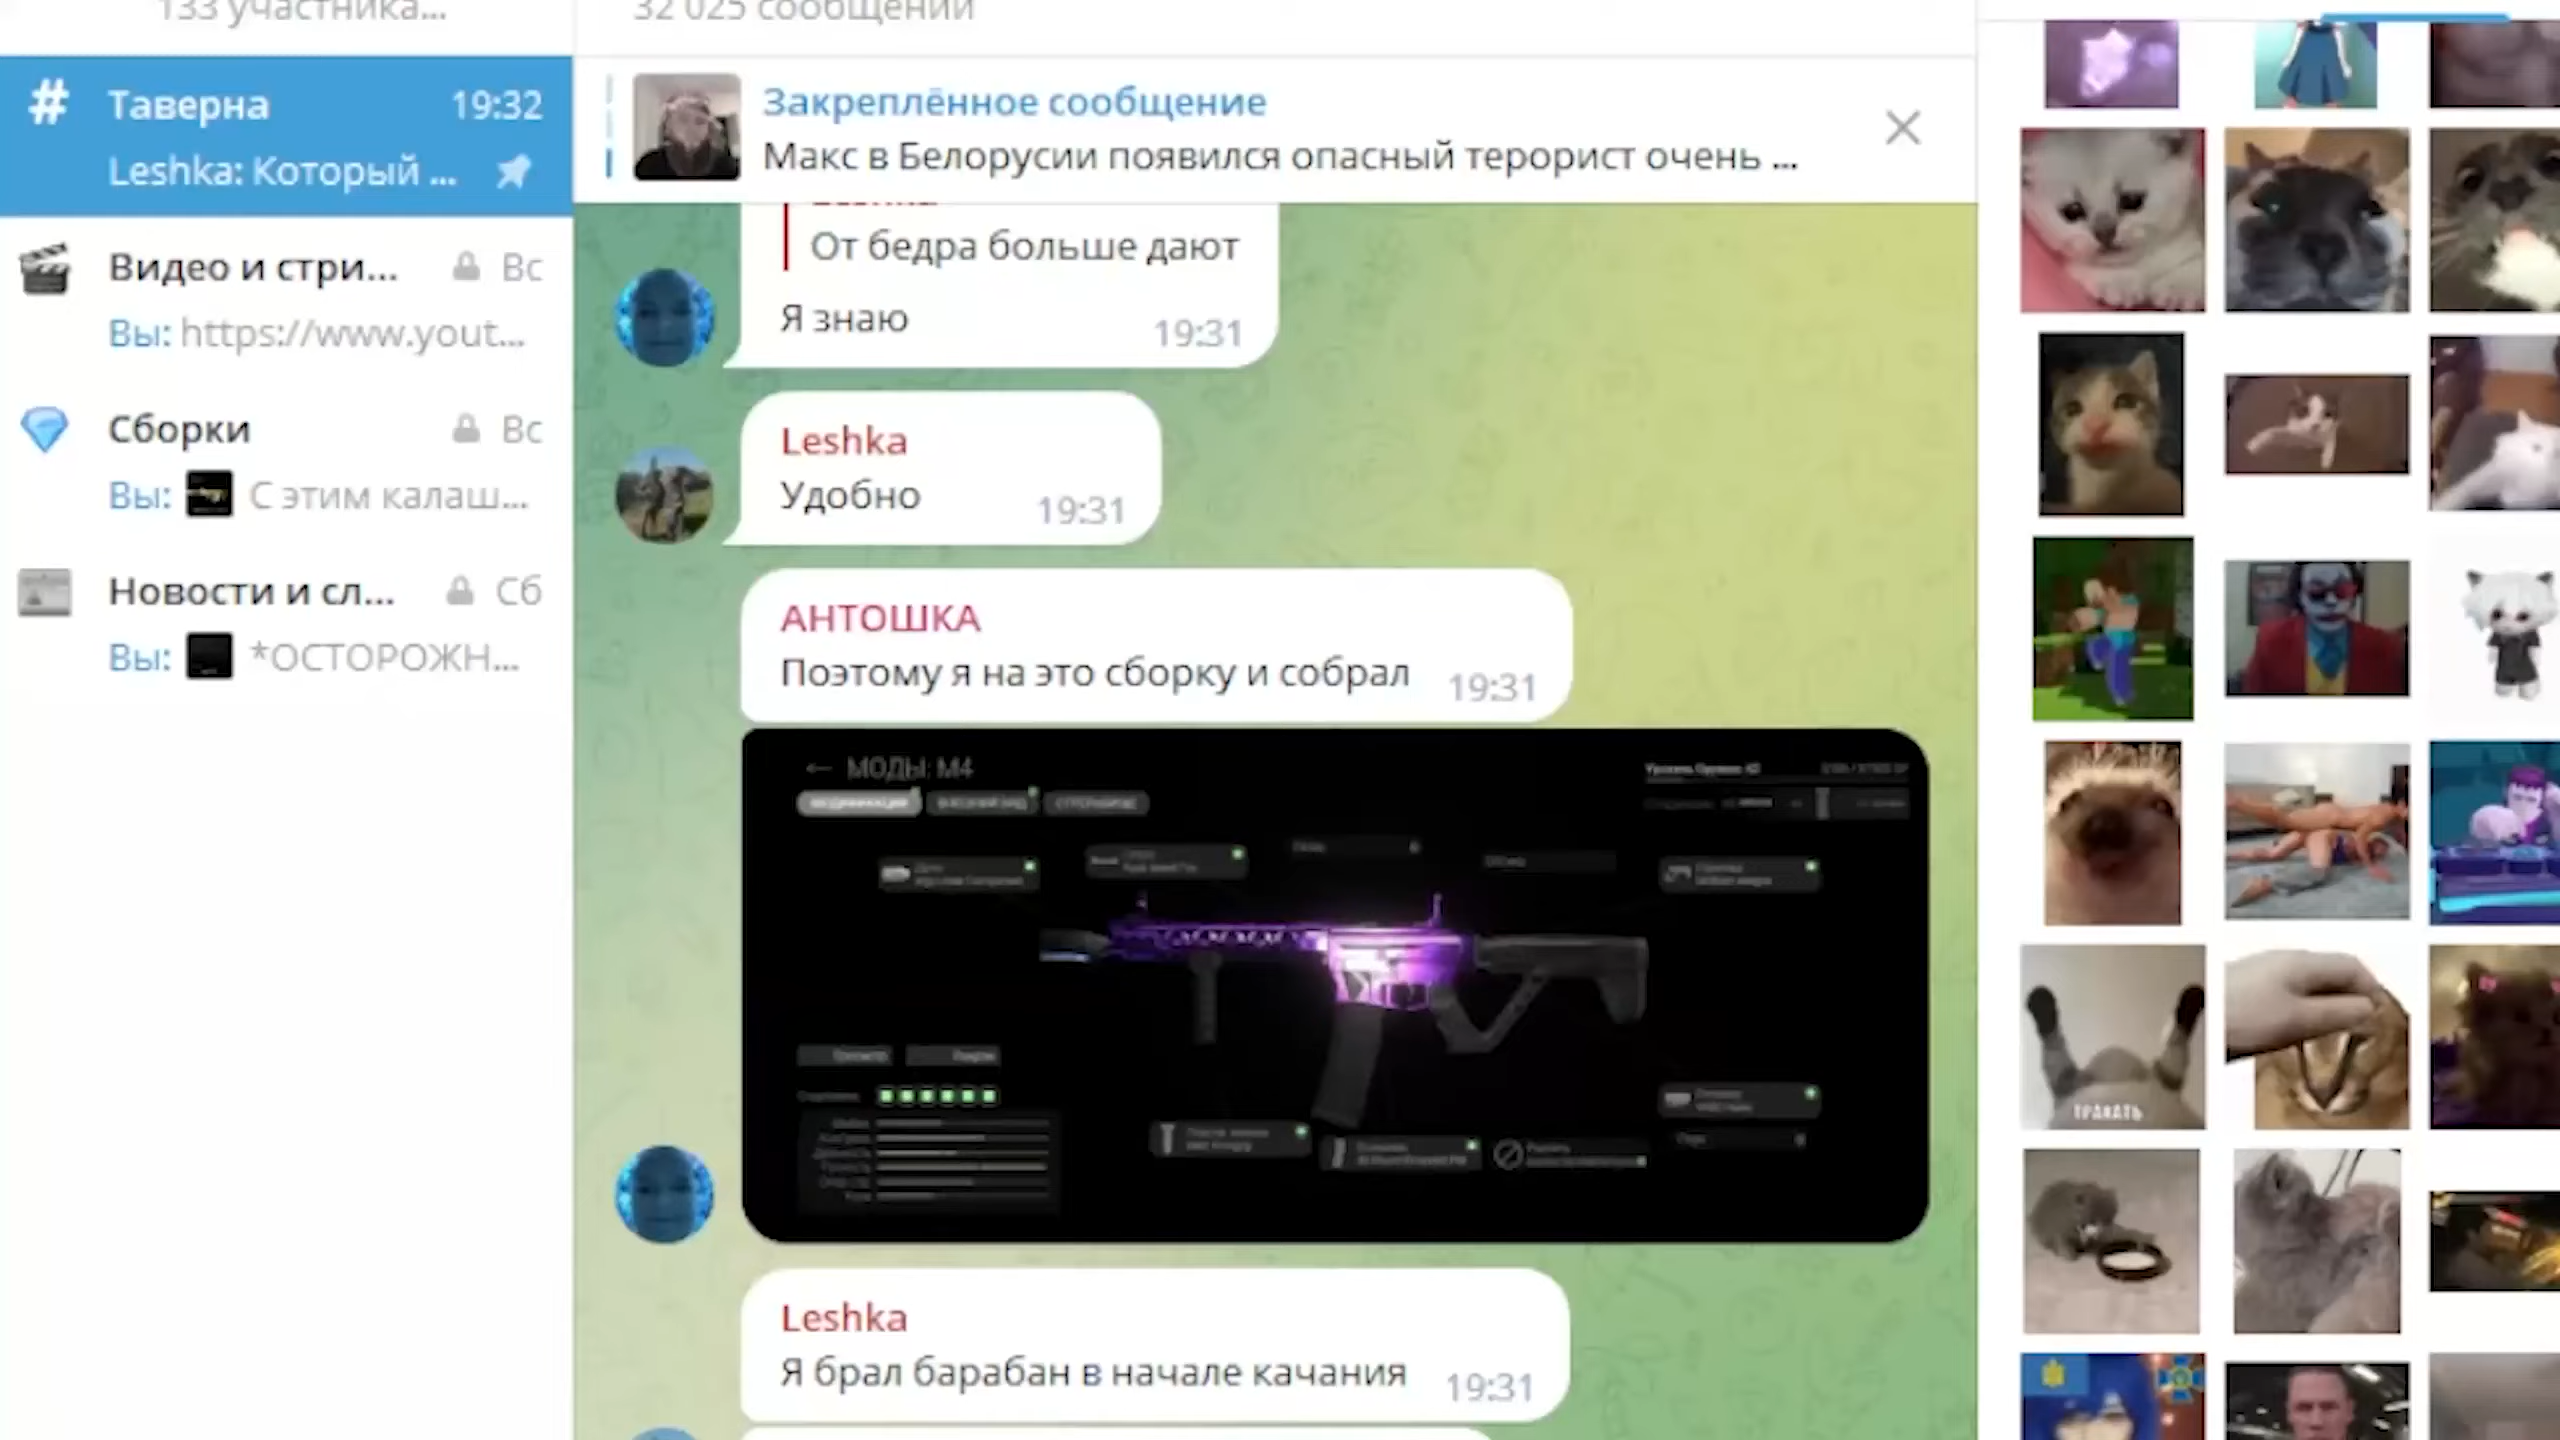 133 участника...
32 025 сообщений
Таверна 19:32
Leshka: Который ...
Видео и стри... Вс
Вы: https://www.yout...
Сборки Вс
Вы: С этим калаш...
Новости и сл... Сб
Вы: *ОСТОРОЖН...
Закреплённое сообщение
Макс в Белорусии появился опасный терорист очень ...
Leshka
От бедра больше дают
Я знаю 19:31
Leshka
Удобно 19:31
АНТОШКА
Поэтому я на это сборку и собрал 19:31
← МОДЫ: М4
Leshka
Я брал барабан в начале качания 19:31